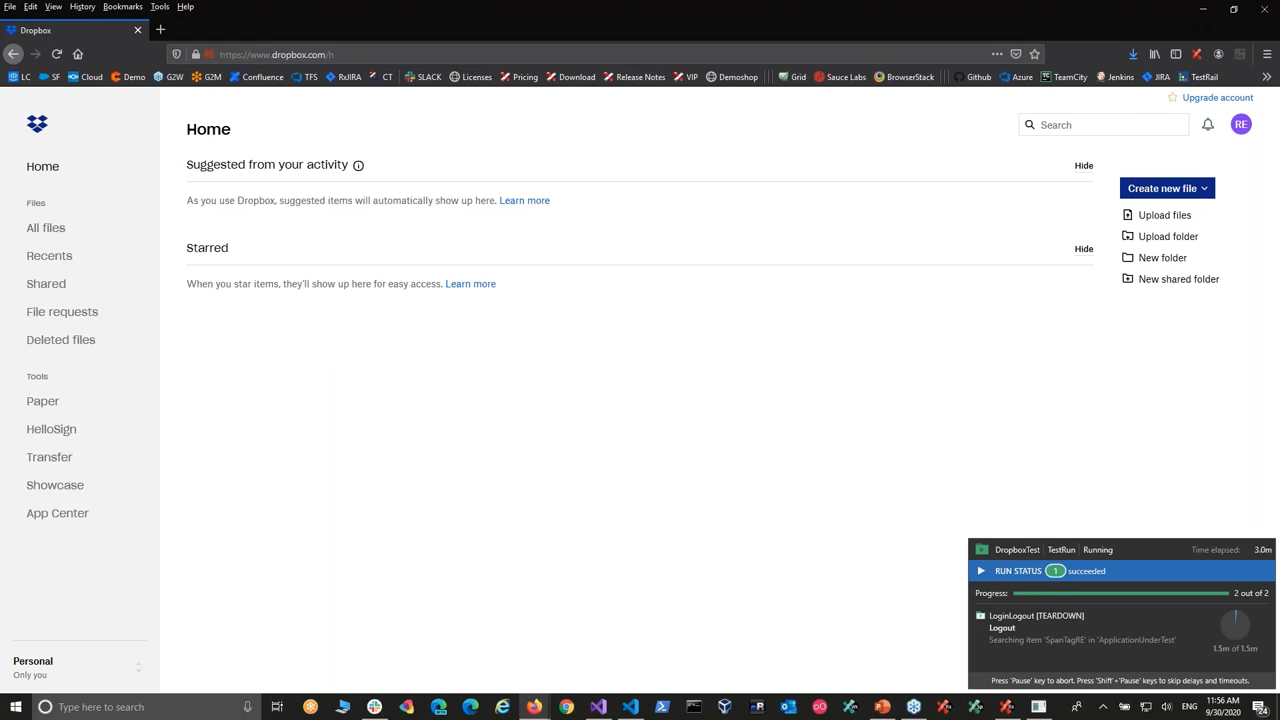 File Edit View History Bookmarks Tools Help
Dropbox
https://www.dropbox.com/h
LC SF Cloud Demo G2W G2M Confluence TFS RxJIRA CT SLACK Licenses Pricing Download Release Notes VIP Demoshop Grid Sauce Labs BrowserStack Github Azure TeamCity Jenkins JIRA TestRail
Upgrade account
Home
Search
RE
Home
Suggested from your activity
Hide
As you use Dropbox, suggested items will automatically show up here. Learn more
Create new file
Upload files
Upload folder
New folder
New shared folder
Starred
Hide
When you star items, they'll show up here for easy access. Learn more
Files
All files
Recents
Shared
File requests
Deleted files
Tools
Paper
HelloSign
Transfer
Showcase
App Center
Personal
Only you
DropboxTest TestRun Running Time elapsed: 3.0m
RUN STATUS 1 succeeded
Progress: 2 out of 2
LoginLogout [TEARDOWN]
Logout
Searching item 'SpanTagRE' in 'ApplicationUnderTest'
1.5m of 1.5m
Press 'Pause' key to abort. Press 'Shift'+'Pause' keys to skip delays and timeouts.
Type here to search
11:56 AM
9/30/2020
24